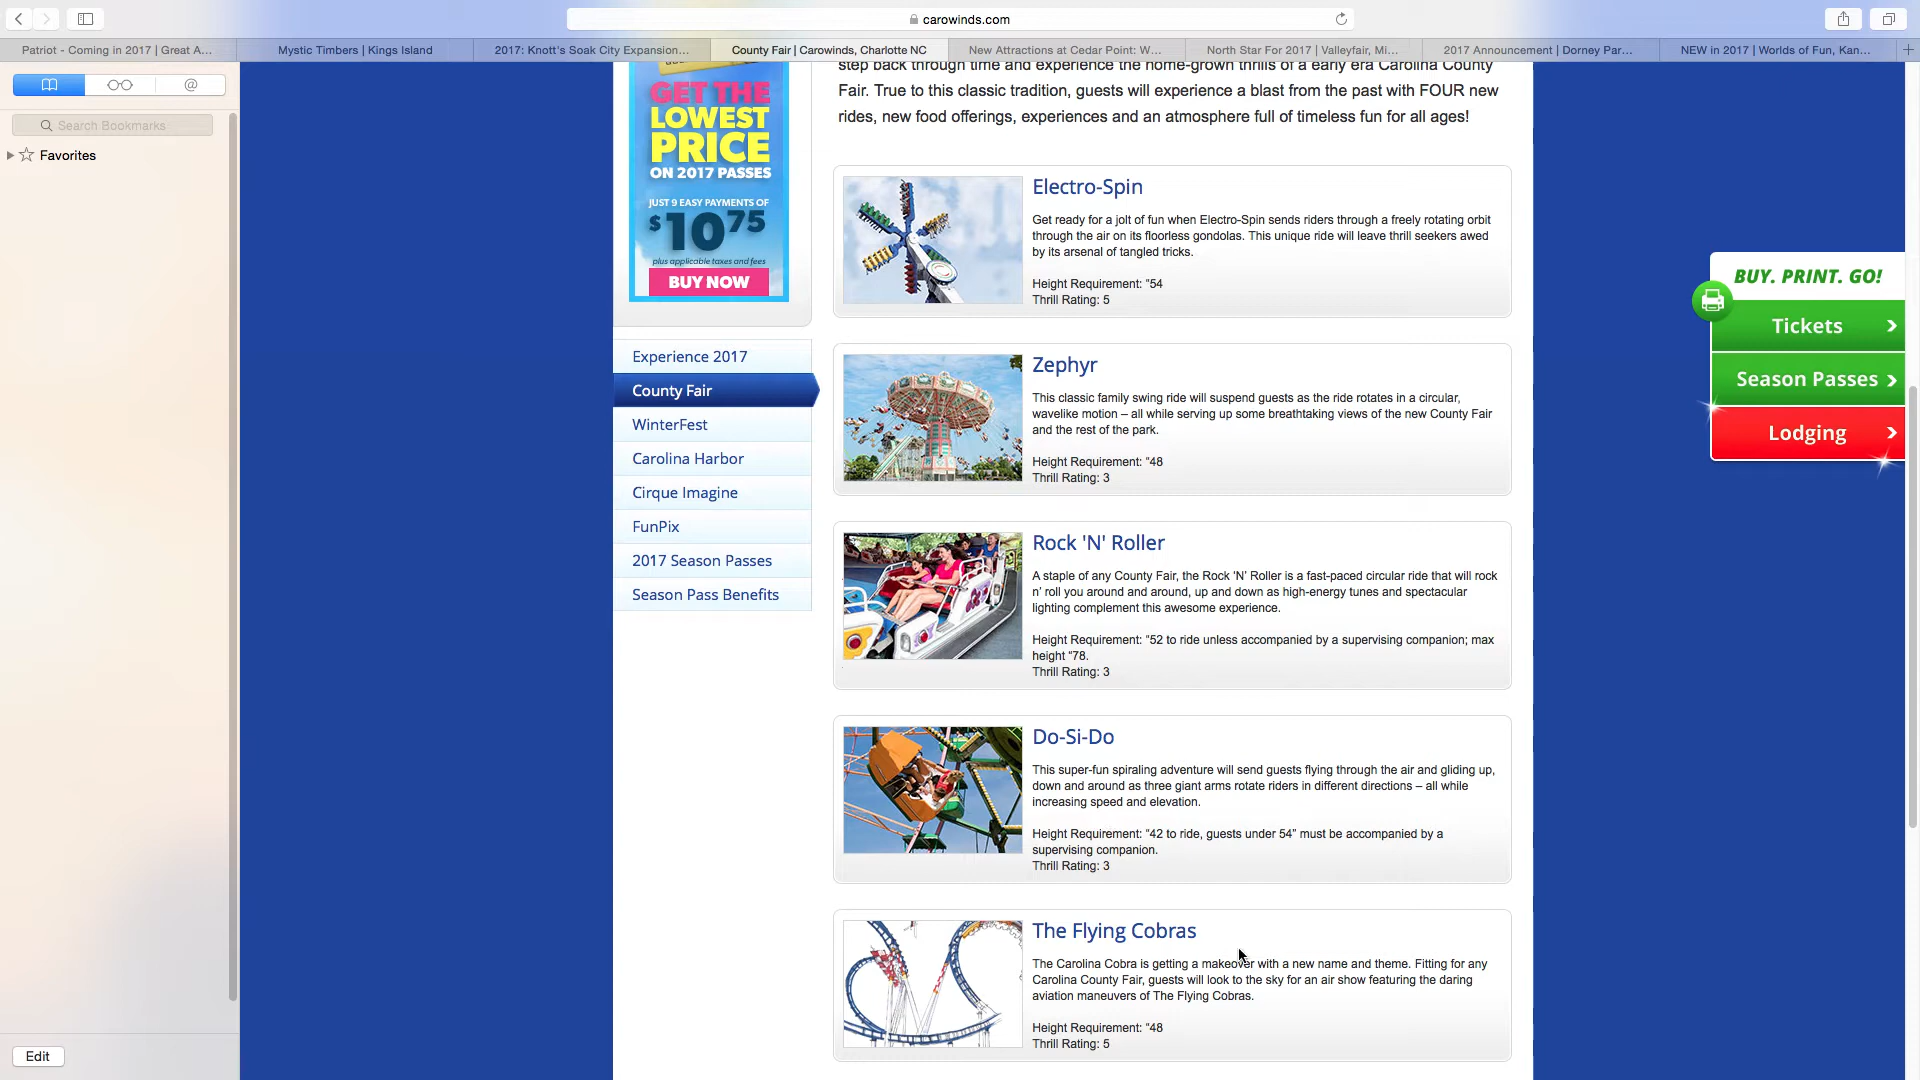 carowinds.com
Patriot - Coming in 2017 | Great A...
Mystic Timbers | Kings Island
2017: Knott's Soak City Expansion...
County Fair | Carowinds, Charlotte NC
New Attractions at Cedar Point: W...
North Star For 2017 | Valleyfair, Mi...
2017 Announcement | Dorney Par...
NEW in 2017 | Worlds of Fun, Kan...
Search Bookmarks
Favorites
Edit
GET THE
LOWEST
PRICE
ON 2017 PASSES
JUST 9 EASY PAYMENTS OF
$10 75
plus applicable taxes and fees
BUY NOW
Experience 2017
County Fair
WinterFest
Carolina Harbor
Cirque Imagine
FunPix
2017 Season Passes
Season Pass Benefits
step back through time and experience the home-grown thrills of a early era Carolina County
Fair. True to this classic tradition, guests will experience a blast from the past with FOUR new
rides, new food offerings, experiences and an atmosphere full of timeless fun for all ages!
Electro-Spin
Get ready for a jolt of fun when Electro-Spin sends riders through a freely rotating orbit
through the air on its floorless gondolas. This unique ride will leave thrill seekers awed
by its arsenal of tangled tricks.
Height Requirement: "54
Thrill Rating: 5
Zephyr
This classic family swing ride will suspend guests as the ride rotates in a circular,
wavelike motion – all while serving up some breathtaking views of the new County Fair
and the rest of the park.
Height Requirement: "48
Thrill Rating: 3
Rock 'N' Roller
A staple of any County Fair, the Rock 'N' Roller is a fast-paced circular ride that will rock
n' roll you around and around, up and down as high-energy tunes and spectacular
lighting complement this awesome experience.
Height Requirement: "52 to ride unless accompanied by a supervising companion; max
height "78.
Thrill Rating: 3
Do-Si-Do
This super-fun spiraling adventure will send guests flying through the air and gliding up,
down and around as three giant arms rotate riders in different directions – all while
increasing speed and elevation.
Height Requirement: "42 to ride, guests under 54" must be accompanied by a
supervising companion.
Thrill Rating: 3
The Flying Cobras
The Carolina Cobra is getting a makeover with a new name and theme. Fitting for any
Carolina County Fair, guests will look to the sky for an air show featuring the daring
aviation maneuvers of The Flying Cobras.
Height Requirement: "48
Thrill Rating: 5
BUY. PRINT. GO!
Tickets
Season Passes
Lodging